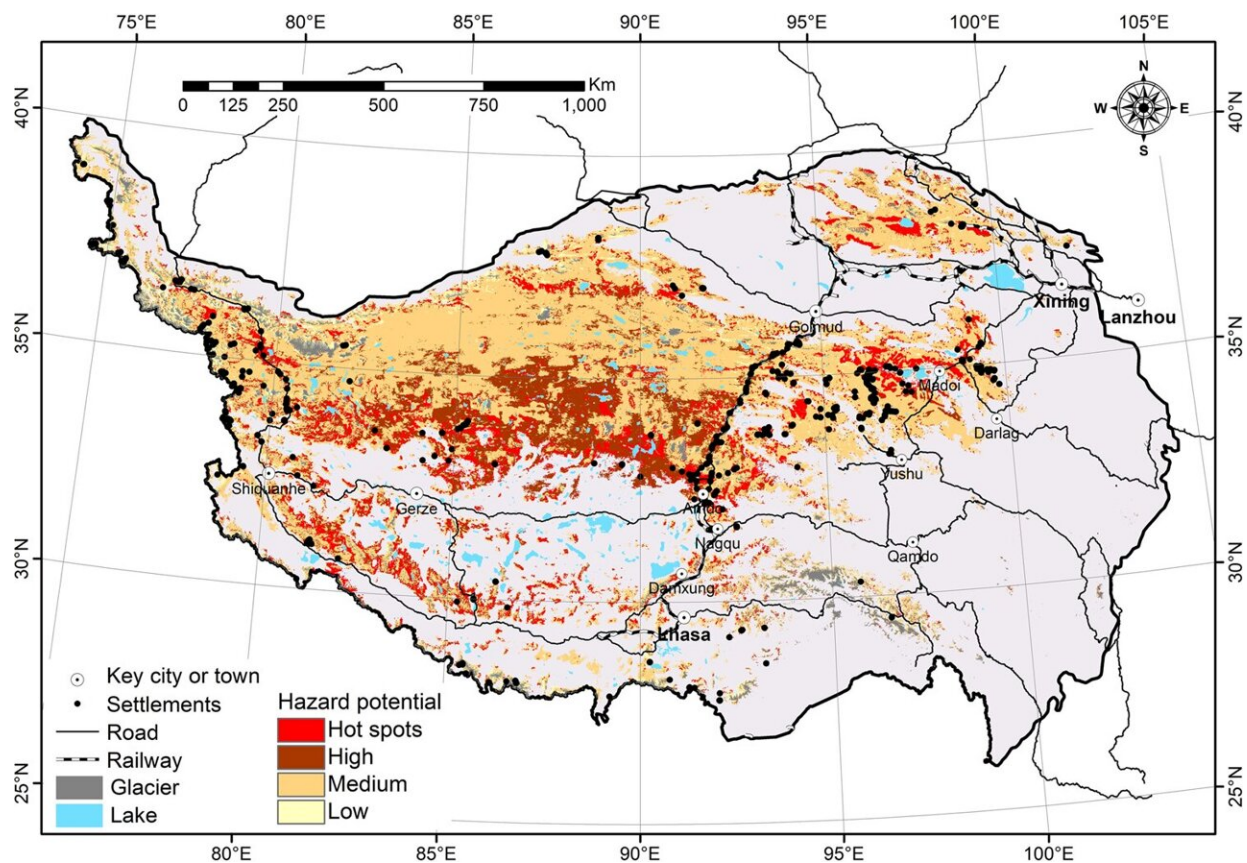 75°E 80°E 85°E 90°E 95°E 100°E 105°E
Km
0 125 250 500 750 1,000
N
W E
S
40°N 40°N
35°N 35°N
30°N 30°N
25°N 25°N
Xining
Lanzhou
Golmud
Madoi
Darlag
Yushu
Shiquanhe
Gerze
Amdo
Nagqu
Qamdo
Damxung
Lhasa
Key city or town
Settlements
Road
Railway
Glacier
Lake
Hazard potential
Hot spots
High
Medium
Low
80°E 85°E 90°E 95°E 100°E